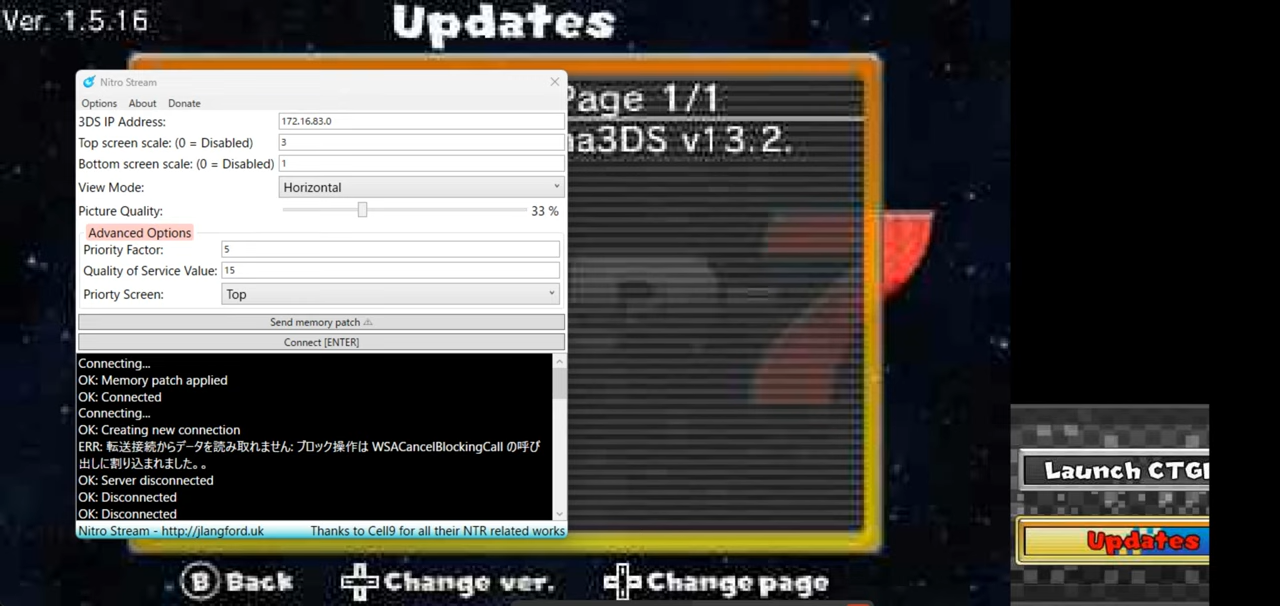 Ver. 1.5.16
Updates
Page 1/1
a3DS v13.2.
Nitro Stream
Options About Donate
3DS IP Address: 172.16.83.0
Top screen scale: (0 = Disabled) 3
Bottom screen scale: (0 = Disabled) 1
View Mode: Horizontal
Picture Quality: 33 %
Advanced Options
Priority Factor: 5
Quality of Service Value: 15
Priorty Screen: Top
Send memory patch ⚠
Connect [ENTER]
Connecting...
OK: Memory patch applied
OK: Connected
Connecting...
OK: Creating new connection
ERR: 転送接続からデータを読み取れません: ブロック操作は WSACancelBlockingCall の呼び
出しに割り込まれました。。
OK: Server disconnected
OK: Disconnected
OK: Disconnected
Nitro Stream - http://jlangford.uk Thanks to Cell9 for all their NTR related works
Launch CTG
Updates
B Back Change ver. Change page